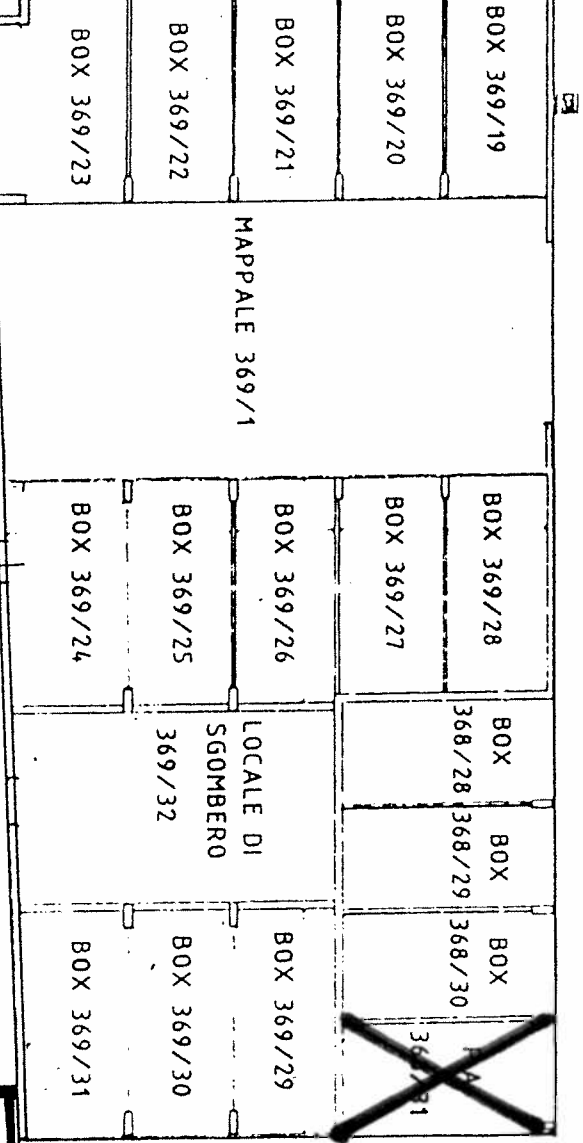 BOX 369/19
BOX 369/20
BOX 369/21
BOX 369/22
BOX 369/23
MAPPALE 369/1
BOX 369/28
BOX 369/27
BOX 369/26
BOX 369/25
BOX 369/24
BOX
368/28
BOX
368/29
BOX
368/30
LOCALE DI
SGOMBERO
369/32
BOX 369/29
BOX 369/30
BOX 369/31